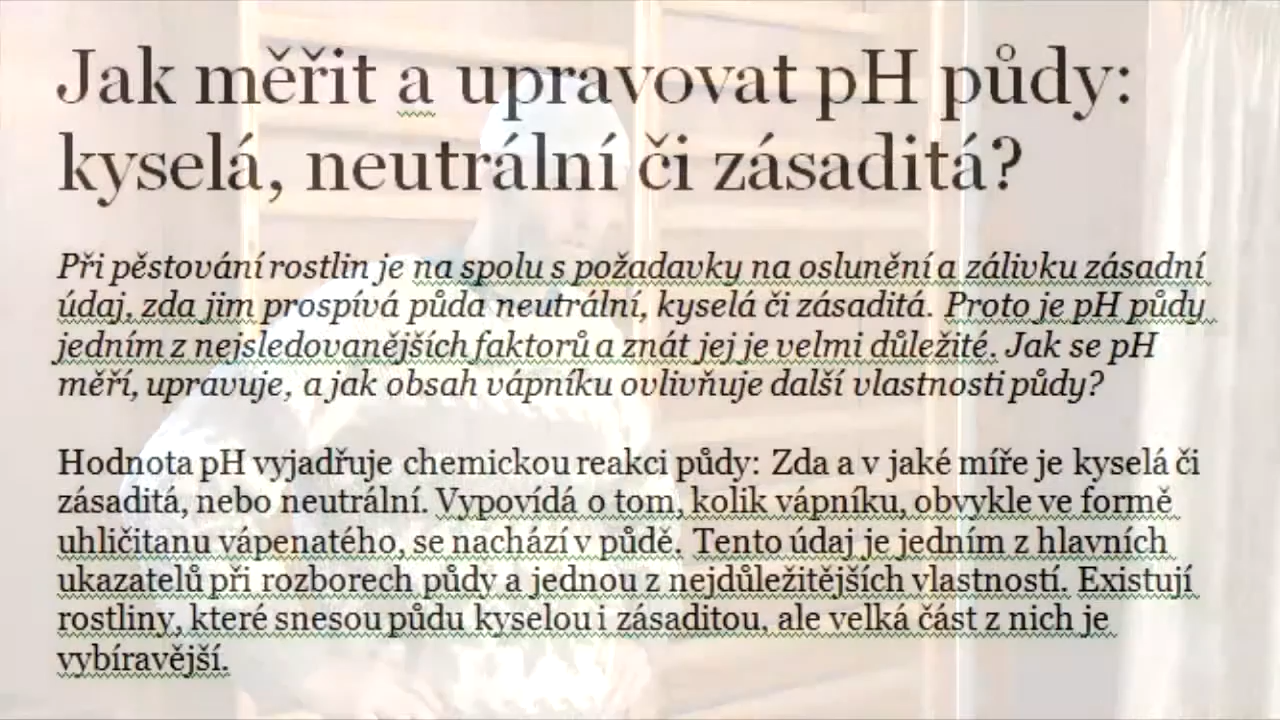 Jak měřit a upravovat pH půdy:
kyselá, neutrální či zásaditá?
Při pěstování rostlin je na spolu s požadavky na oslunění a zálivku zásadní
údaj, zda jim prospívá půda neutrální, kyselá či zásaditá. Proto je pH půdy
jedním z nejsledovanějších faktorů a znát jej je velmi důležité. Jak se pH
měří, upravuje, a jak obsah vápníku ovlivňuje další vlastnosti půdy?
Hodnota pH vyjadřuje chemickou reakci půdy: Zda a v jaké míře je kyselá či
zásaditá, nebo neutrální. Vypovídá o tom, kolik vápníku, obvykle ve formě
uhličitanu vápenatého, se nachází v půdě. Tento údaj je jedním z hlavních
ukazatelů při rozborech půdy a jednou z nejdůležitějších vlastností. Existují
rostliny, které snesou půdu kyselou i zásaditou, ale velká část z nich je
vybíravější.